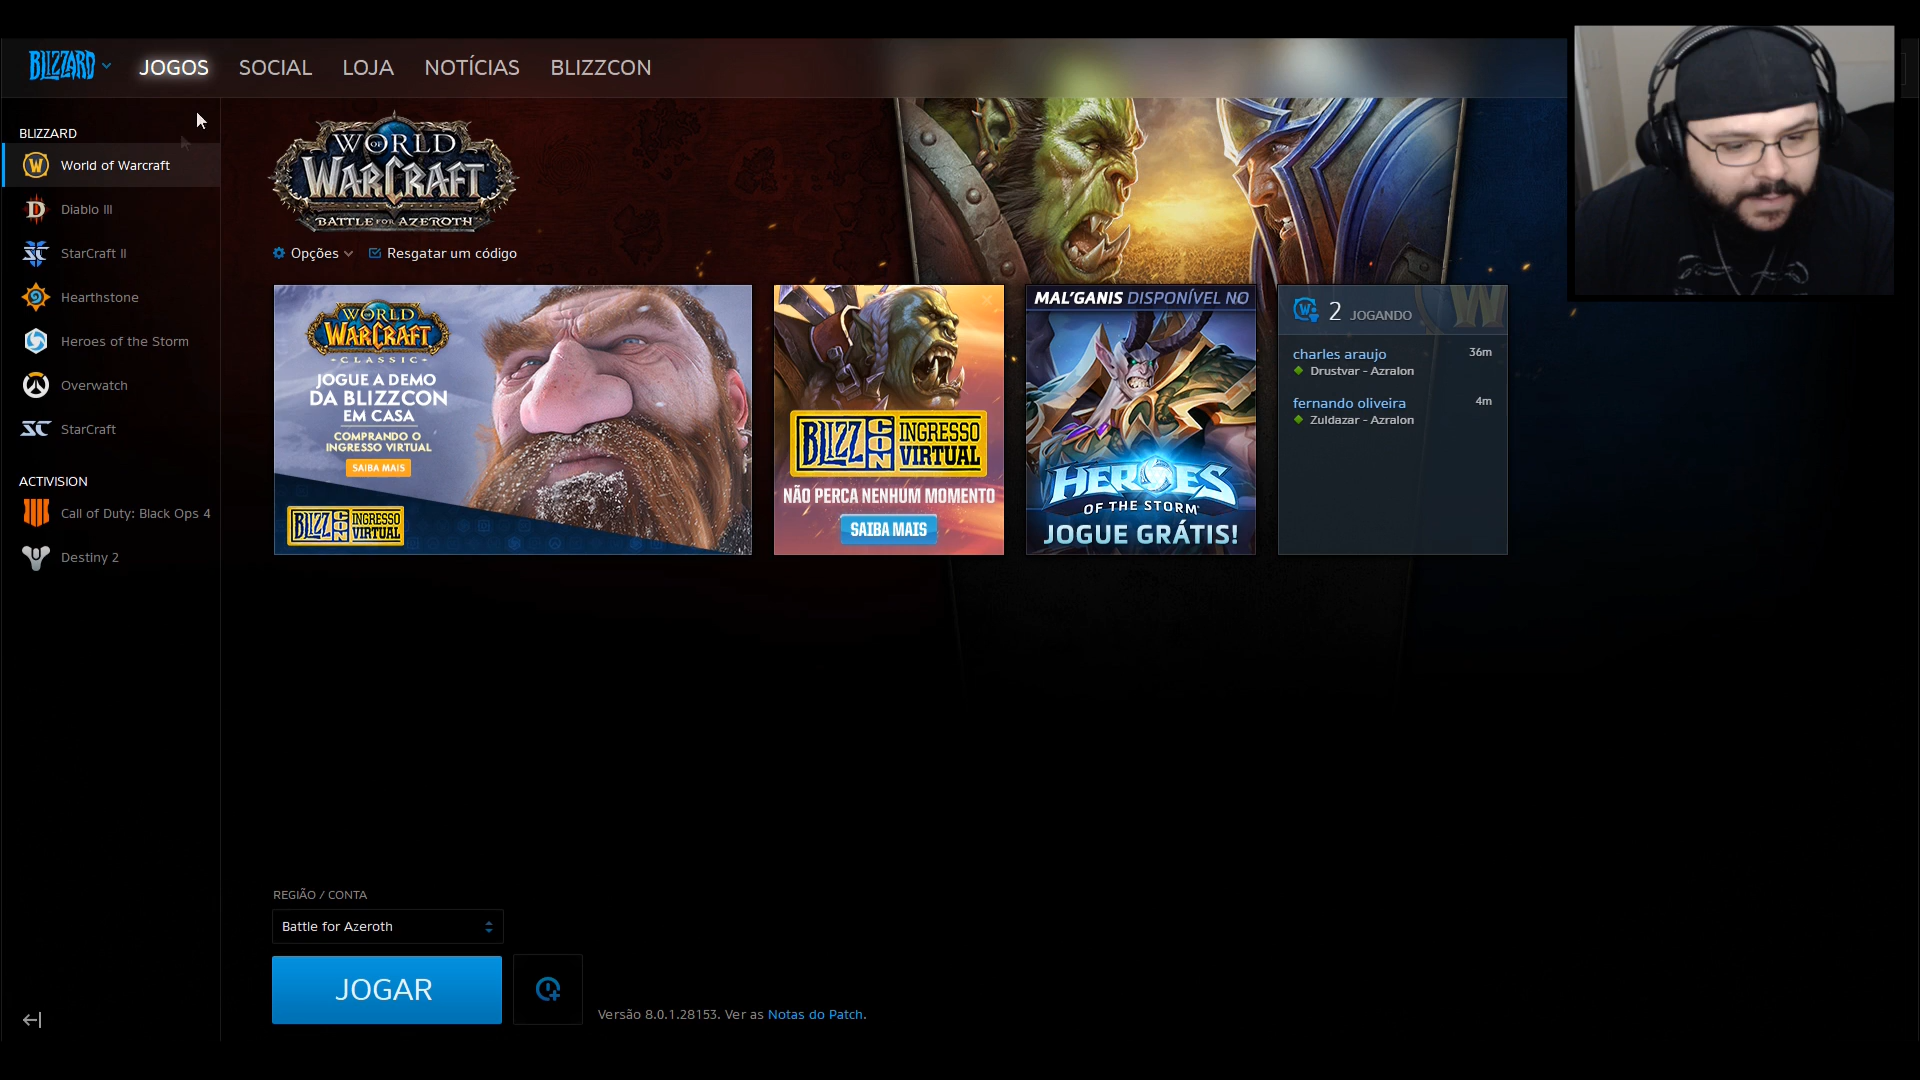 BLIZZARD
JOGOS
SOCIAL
LOJA
NOTÍCIAS
BLIZZCON
BLIZZARD
World of Warcraft
Diablo III
StarCraft II
Hearthstone
Heroes of the Storm
Overwatch
StarCraft
ACTIVISION
Call of Duty: Black Ops 4
Destiny 2
WORLD
OF
WARCRAFT
BATTLE FOR AZEROTH
Opções
Resgatar um código
WORLD
OF
WARCRAFT
CLASSIC
JOGUE A DEMO
DA BLIZZCON
EM CASA
COMPRANDO O
INGRESSO VIRTUAL
SAIBA MAIS
BLIZZCON INGRESSO
VIRTUAL
BLIZZCON INGRESSO
VIRTUAL
NÃO PERCA NENHUM MOMENTO
SAIBA MAIS
MAL'GANIS DISPONÍVEL NO
HEROES
OF THE STORM
JOGUE GRÁTIS!
2 JOGANDO
charles araujo 36m
Drustvar - Azralon
fernando oliveira 4m
Zuldazar - Azralon
REGIÃO / CONTA
Battle for Azeroth
JOGAR
Versão 8.0.1.28153. Ver as Notas do Patch.